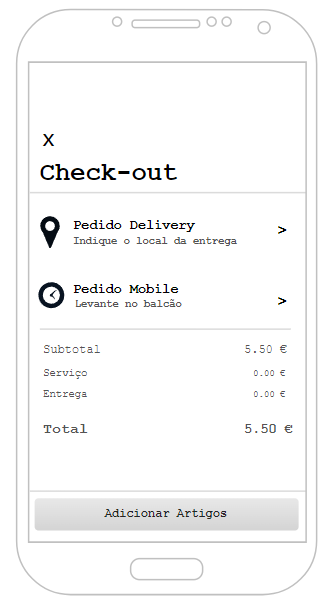 X
Check-out
Pedido Delivery
Indique o local da entrega
>
Pedido Mobile
Levante no balcão
>
Subtotal 5.50 €
Serviço 0.00 €
Entrega 0.00 €
Total 5.50 €
Adicionar Artigos